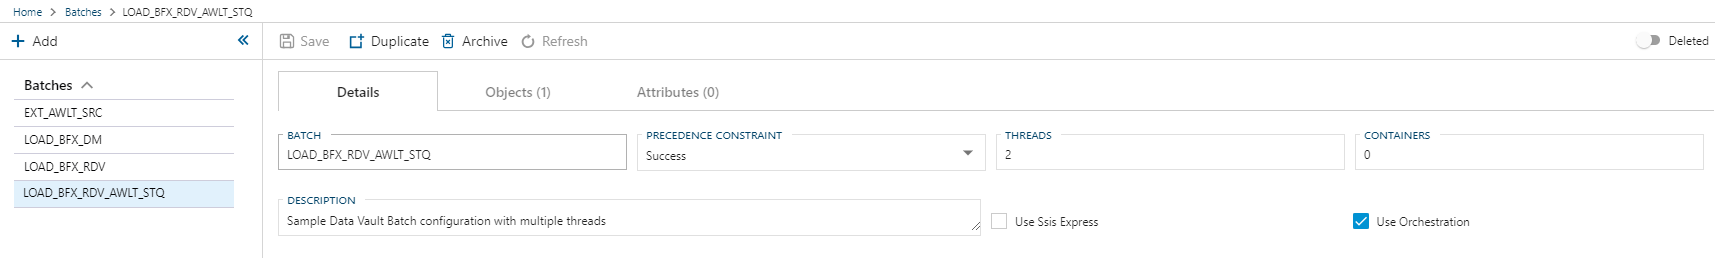 Home > Batches > LOAD_BFX_RDV_AWLT_STQ
+ Add «
Save Duplicate Archive Refresh Deleted
Batches
EXT_AWLT_SRC
LOAD_BFX_DM
LOAD_BFX_RDV
LOAD_BFX_RDV_AWLT_STQ
Details Objects (1) Attributes (0)
BATCH PRECEDENCE CONSTRAINT THREADS CONTAINERS
LOAD_BFX_RDV_AWLT_STQ Success 2 0
DESCRIPTION
Sample Data Vault Batch configuration with multiple threads Use Ssis Express Use Orchestration